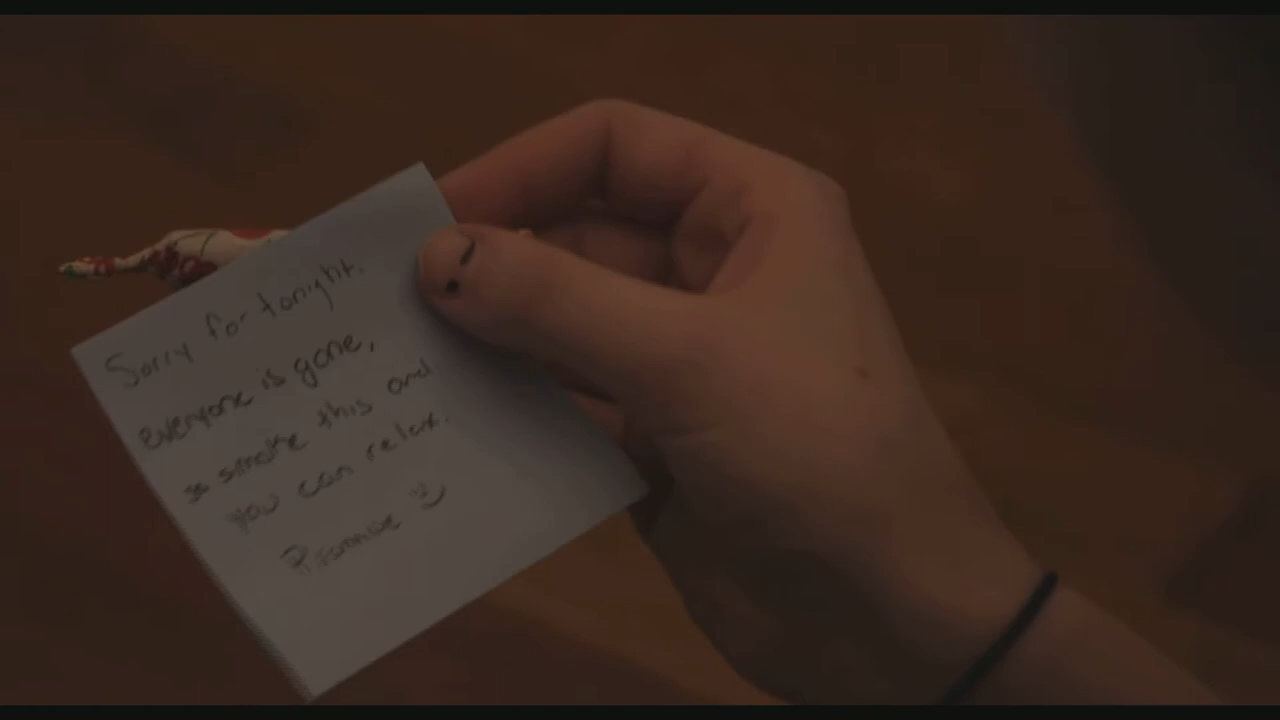 Sorry for tonight.
everyone is gone,
so smoke this and
you can relax.
Promise :)